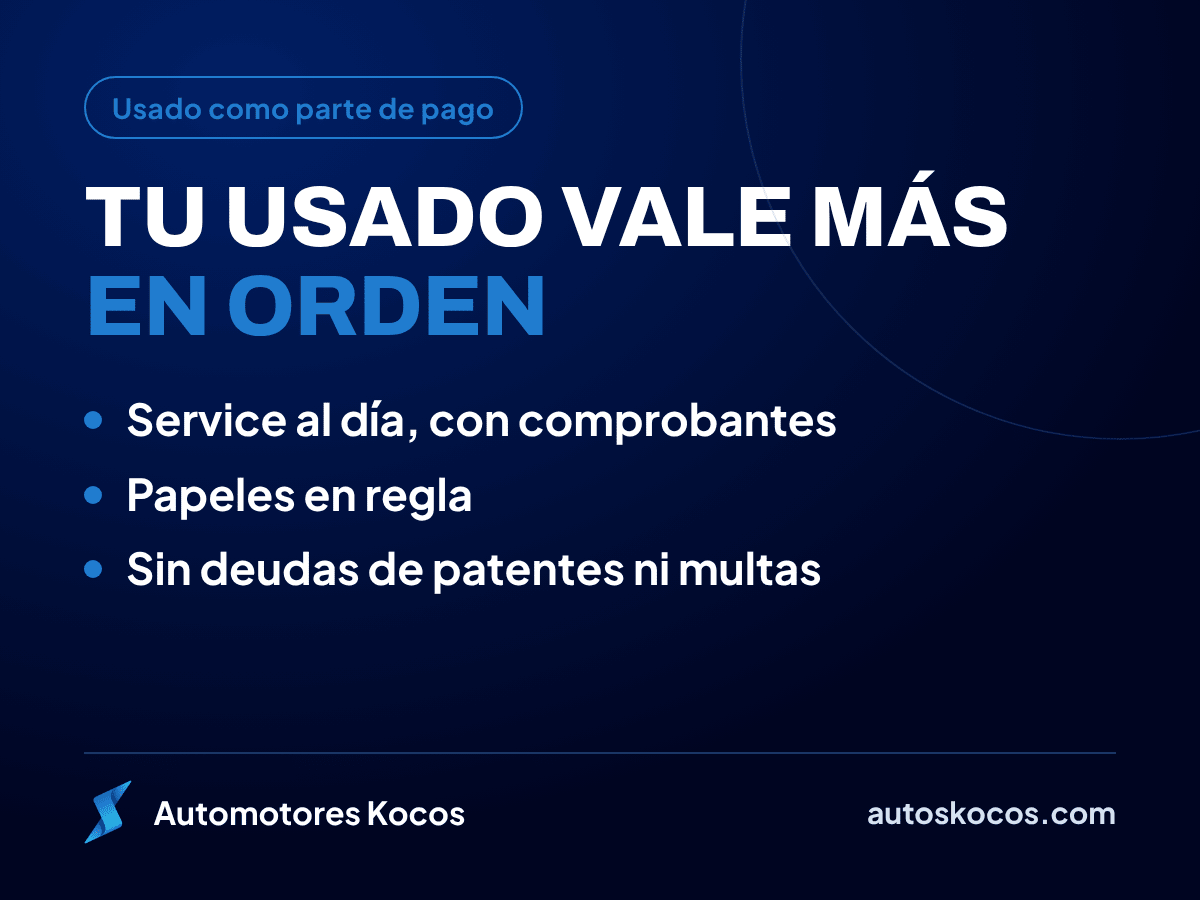 Usado como parte de pago
TU USADO VALE MÁS
EN ORDEN
Service al día, con comprobantes
Papeles en regla
Sin deudas de patentes ni multas
Automotores Kocos
autoskocos.com